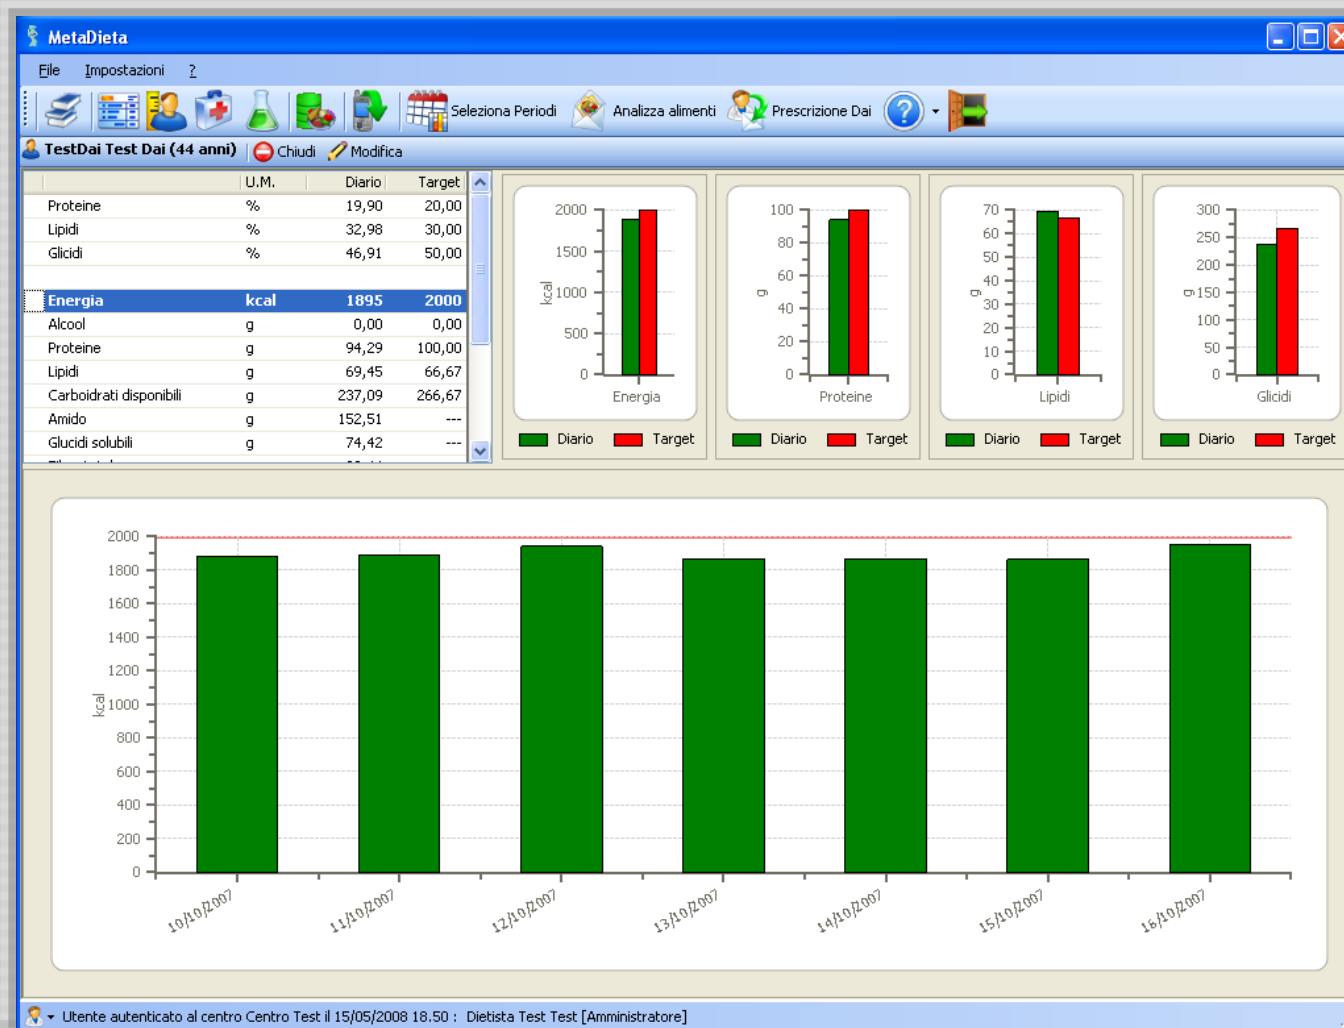 MetaDieta
File Impostazioni ?
Seleziona Periodi Analizza alimenti Prescrizione Dai
TestDai Test Dai (44 anni) Chiudi Modifica
U.M. Diario Target
Proteine % 19,90 20,00
Lipidi % 32,98 30,00
Glicidi % 46,91 50,00
Energia kcal 1895 2000
Alcool g 0,00 0,00
Proteine g 94,29 100,00
Lipidi g 69,45 66,67
Carboidrati disponibili g 237,09 266,67
Amido g 152,51 ---
Glucidi solubili g 74,42 ---
2000
1500
1000
500
0
kcal
Energia
Diario Target
100
80
60
40
20
0
g
Proteine
Diario Target
70
60
50
40
30
20
10
0
g
Lipidi
Diario Target
300
250
200
150
100
50
0
g
Glicidi
Diario Target
2000
1800
1600
1400
1200
1000
800
600
400
200
0
kcal
10/10/2007 11/10/2007 12/10/2007 13/10/2007 14/10/2007 15/10/2007 16/10/2007
Utente autenticato al centro Centro Test il 15/05/2008 18.50 : Dietista Test Test [Amministratore]